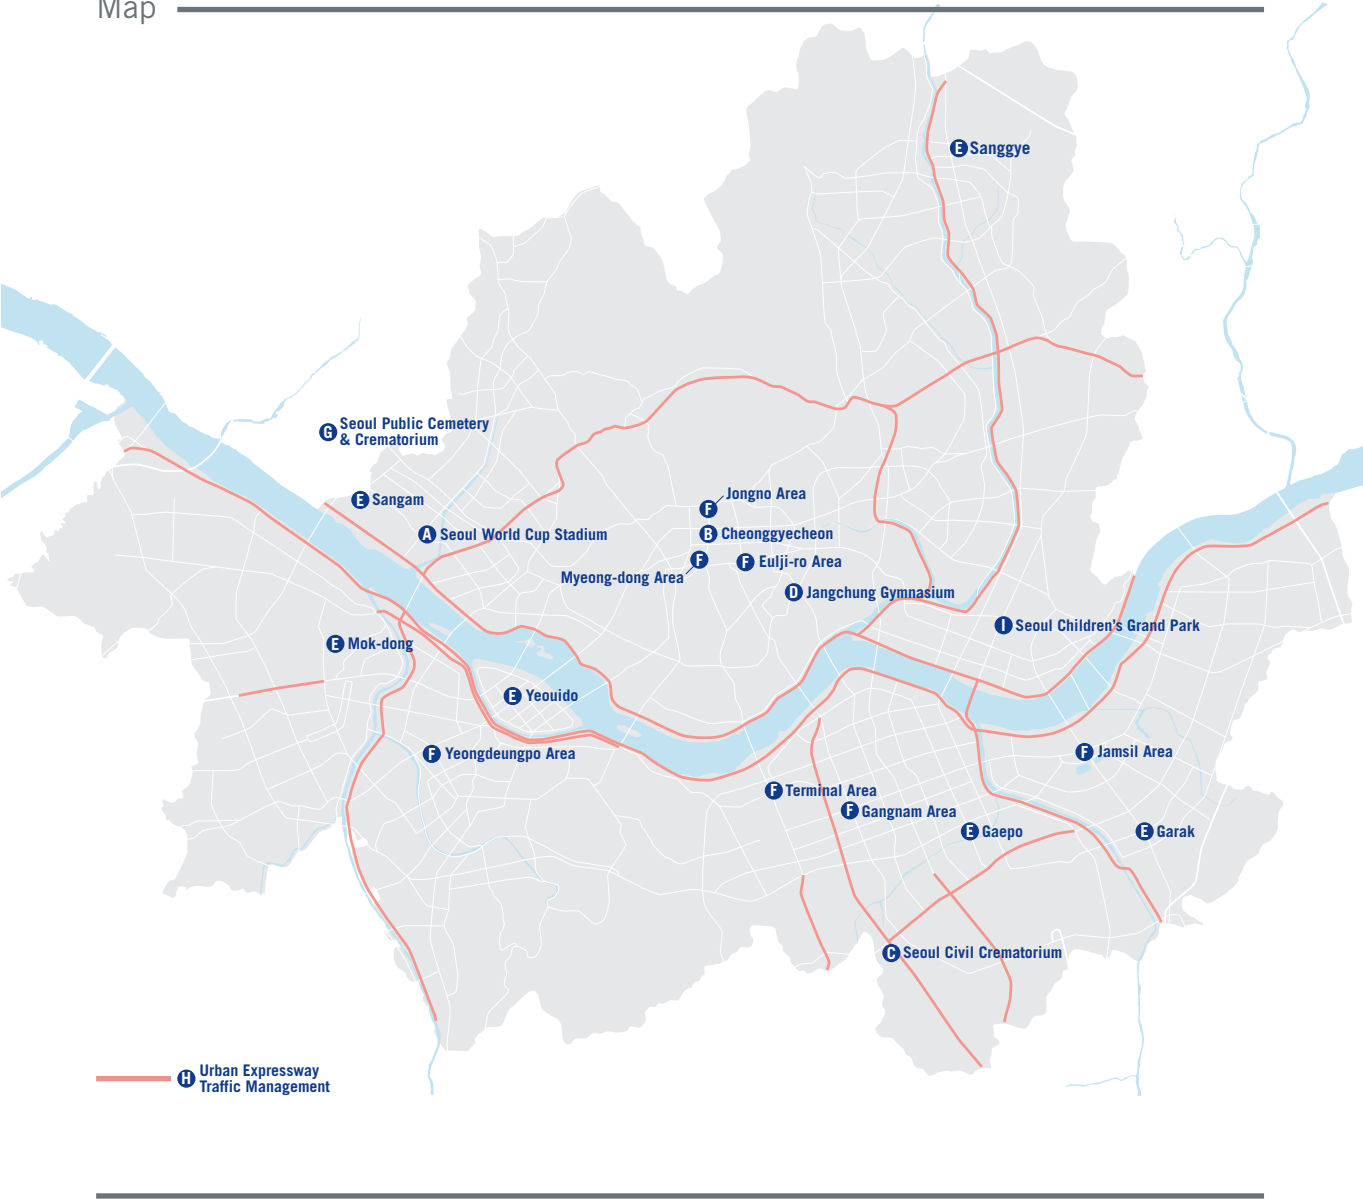 Map
E Sanggye
G Seoul Public Cemetery
& Crematorium
E Sangam
F Jongno Area
A Seoul World Cup Stadium
B Cheonggyecheon
F Myeong-dong Area
F Eulji-ro Area
D Jangchung Gymnasium
I Seoul Children's Grand Park
E Mok-dong
E Yeouido
F Yeongdeungpo Area
F Jamsil Area
F Terminal Area
F Gangnam Area
E Gaepo
E Garak
C Seoul Civil Crematorium
H Urban Expressway
Traffic Management